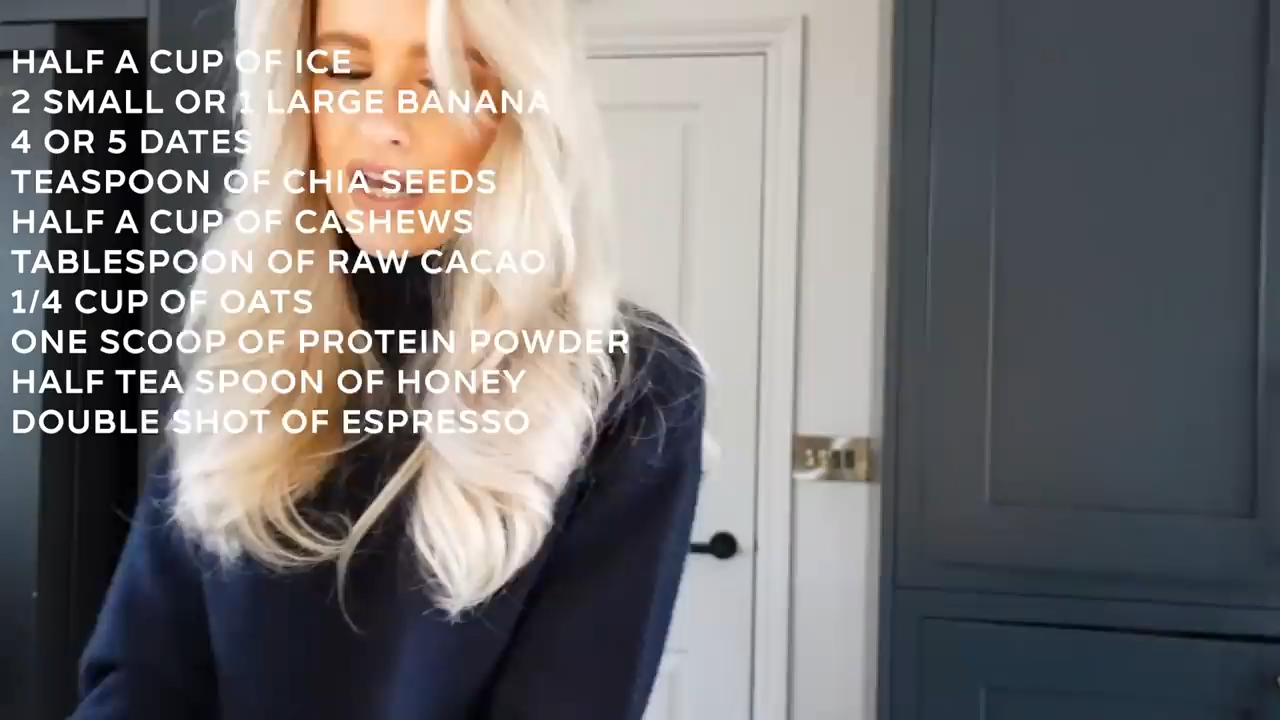 HALF A CUP OF ICE
2 SMALL OR 1 LARGE BANANA
4 OR 5 DATES
TEASPOON OF CHIA SEEDS
HALF A CUP OF CASHEWS
TABLESPOON OF RAW CACAO
1/4 CUP OF OATS
ONE SCOOP OF PROTEIN POWDER
HALF TEA SPOON OF HONEY
DOUBLE SHOT OF ESPRESSO